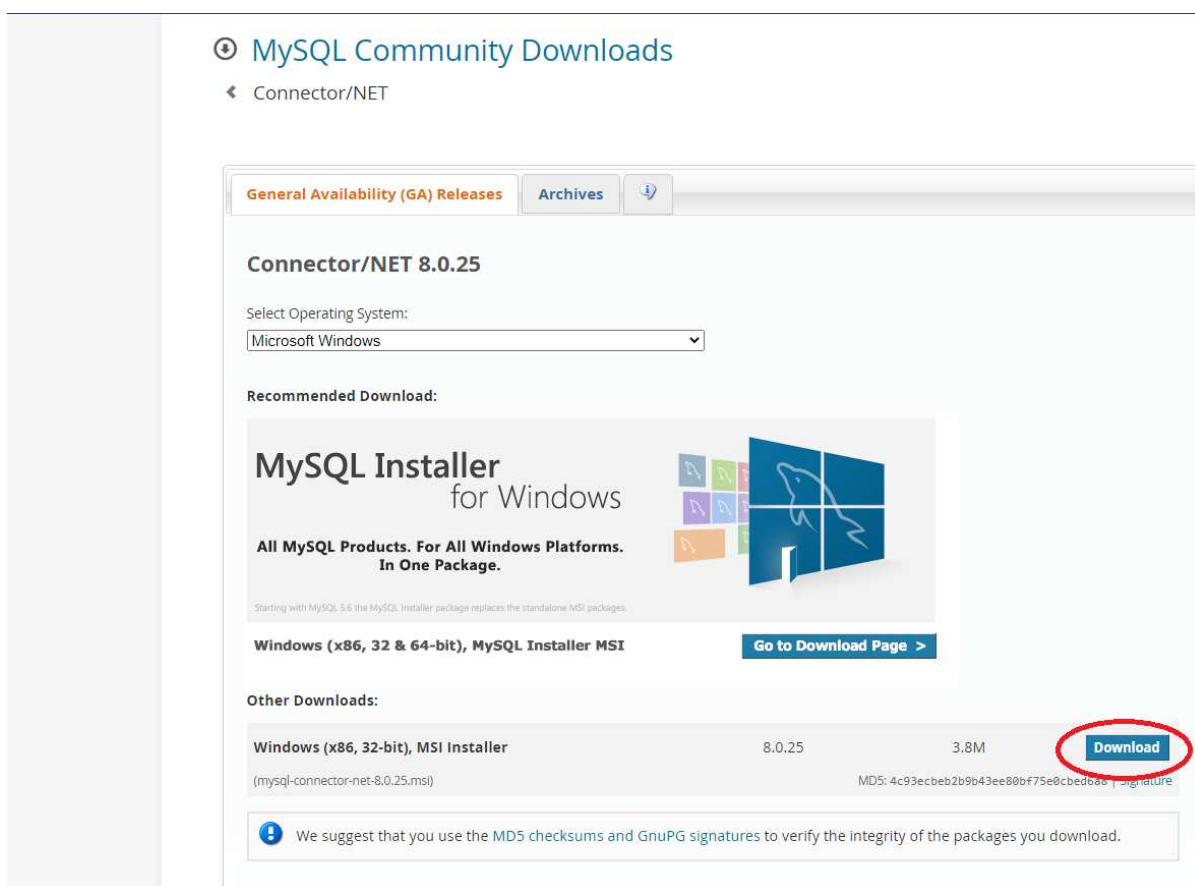 MySQL Community Downloads
Connector/NET
General Availability (GA) Releases Archives
Connector/NET 8.0.25
Select Operating System:
Microsoft Windows
Recommended Download:
MySQL Installer
for Windows
All MySQL Products. For All Windows Platforms.
In One Package.
Starting with MySQL 5.6 the MySQL Installer package replaces the standalone MSI packages.
Windows (x86, 32 & 64-bit), MySQL Installer MSI Go to Download Page >
Other Downloads:
Windows (x86, 32-bit), MSI Installer 8.0.25 3.8M Download
(mysql-connector-net-8.0.25.msi) MD5: 4c93ecbeb2b9b43ee80bf75e0cbed6a8 | Signature
We suggest that you use the MD5 checksums and GnuPG signatures to verify the integrity of the packages you download.